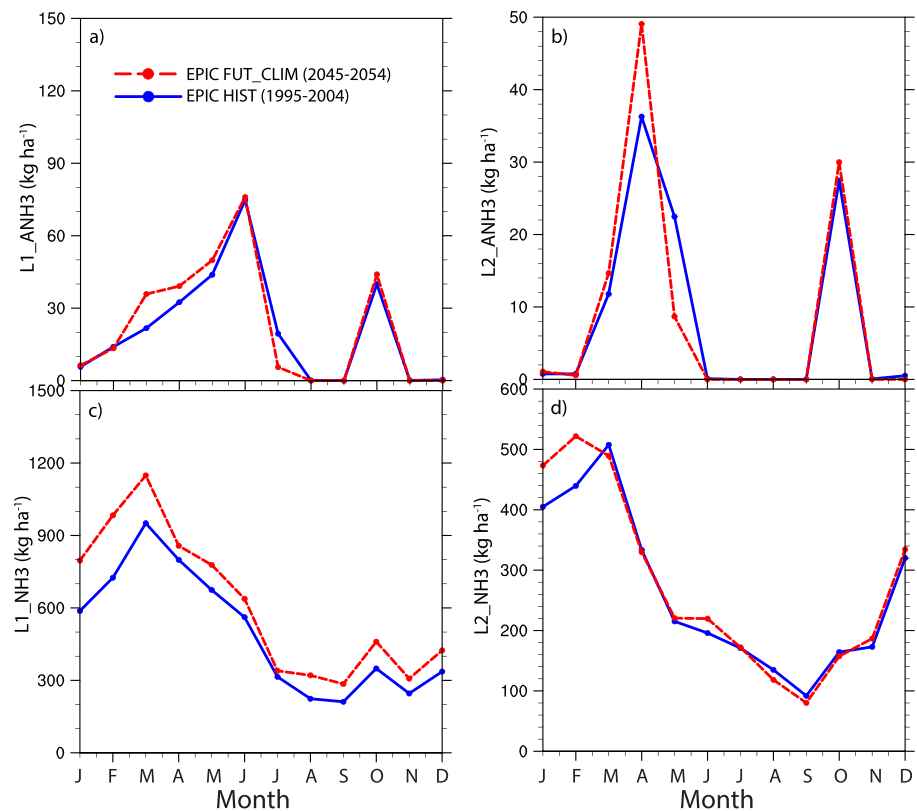 a)
EPIC FUT_CLIM (2045-2054)
EPIC HIST (1995-2004)
150
120
90
60
30
0
L1_ANH3 (kg ha⁻¹)
Month
b)
50
40
30
20
10
0
L2_ANH3 (kg ha⁻¹)
Month
c)
1500
1200
900
600
300
0
L1_NH3 (kg ha⁻¹)
J F M A M J J A S O N D
Month
d)
600
500
400
300
200
100
0
L2_NH3 (kg ha⁻¹)
J F M A M J J A S O N D
Month